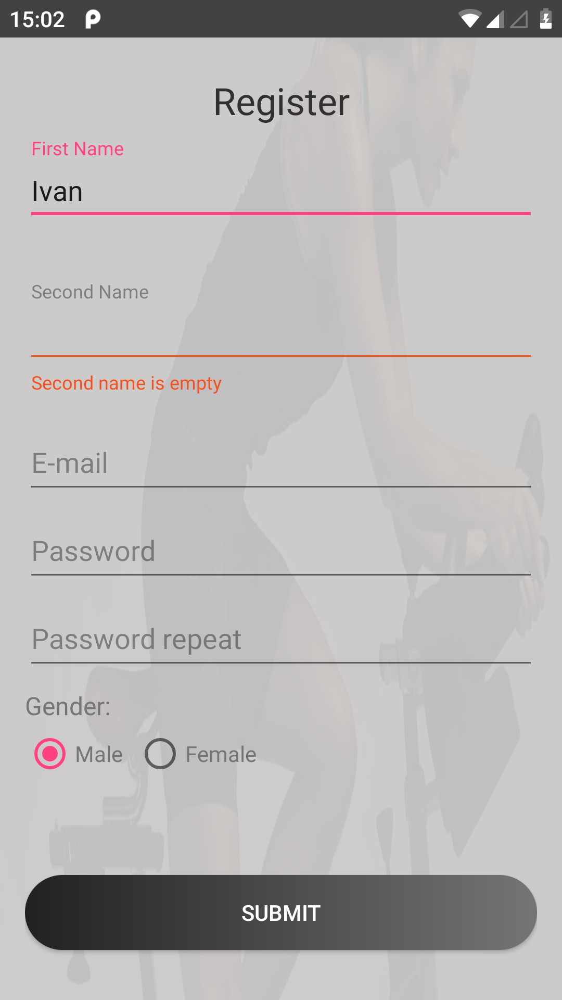 15:02
Register
First Name
Ivan
Second Name
Second name is empty
E-mail
Password
Password repeat
Gender:
Male Female
SUBMIT